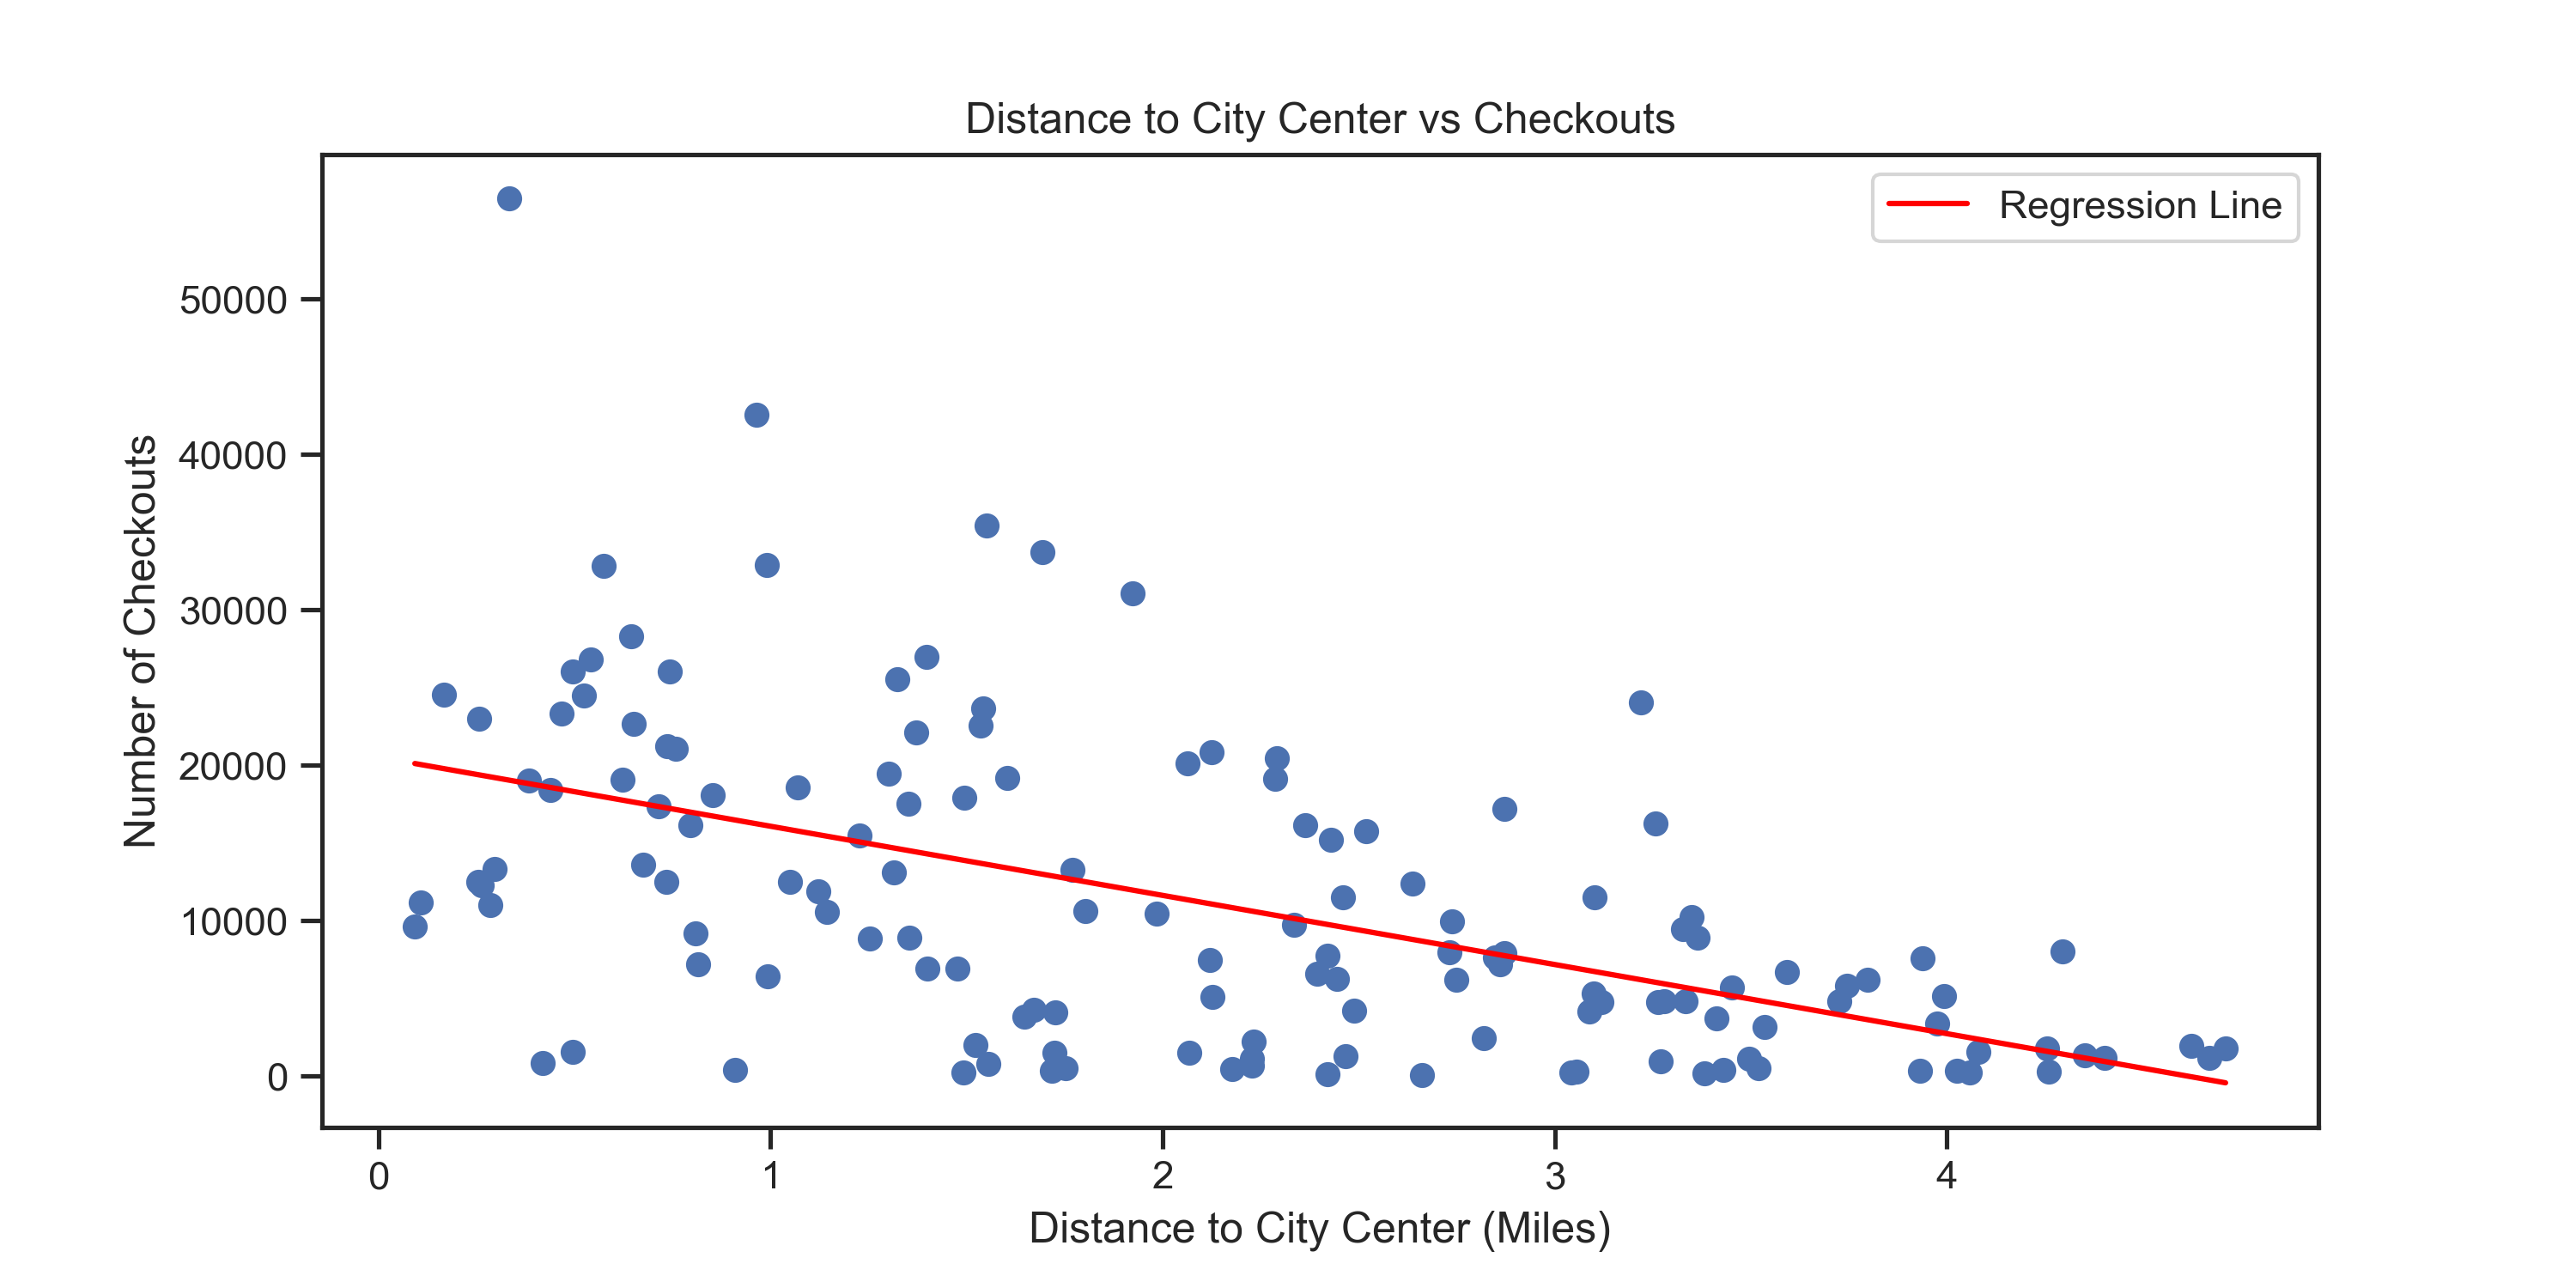 Distance to City Center vs Checkouts
Regression Line
Number of Checkouts
50000
40000
30000
20000
10000
0
0 1 2 3 4
Distance to City Center (Miles)